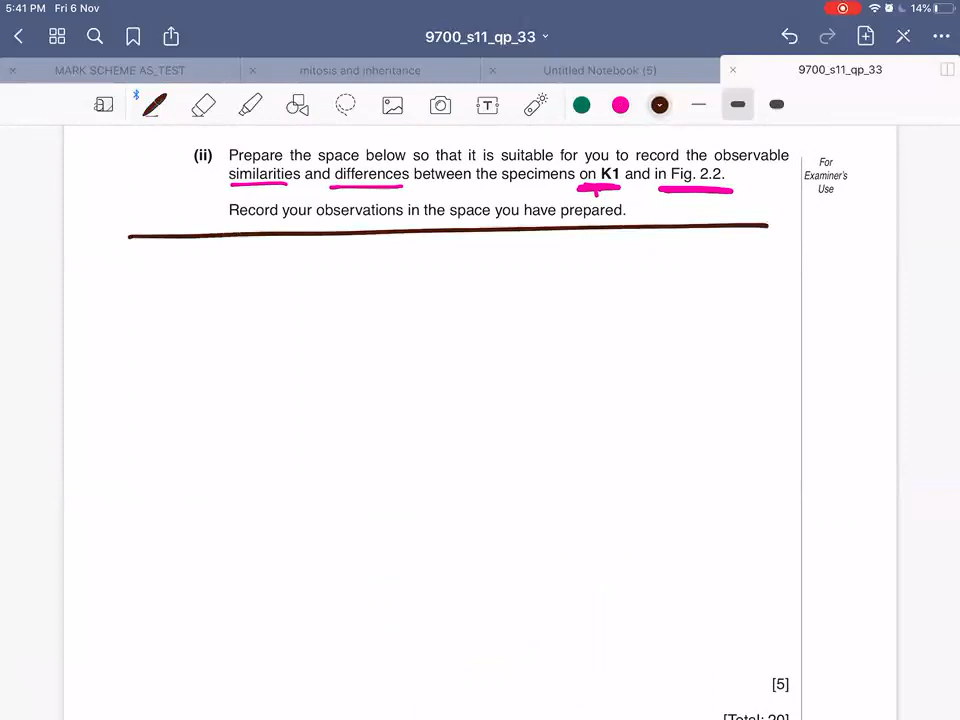 5:41 PM Fri 6 Nov
14%
9700_s11_qp_33
MARK SCHEME AS_TEST
mitosis and inheritance
Untitled Notebook (5)
9700_s11_qp_33
(ii) Prepare the space below so that it is suitable for you to record the observable
similarities and differences between the specimens on K1 and in Fig. 2.2.
Record your observations in the space you have prepared.
For
Examiner's
Use
[5]
[Total: 20]